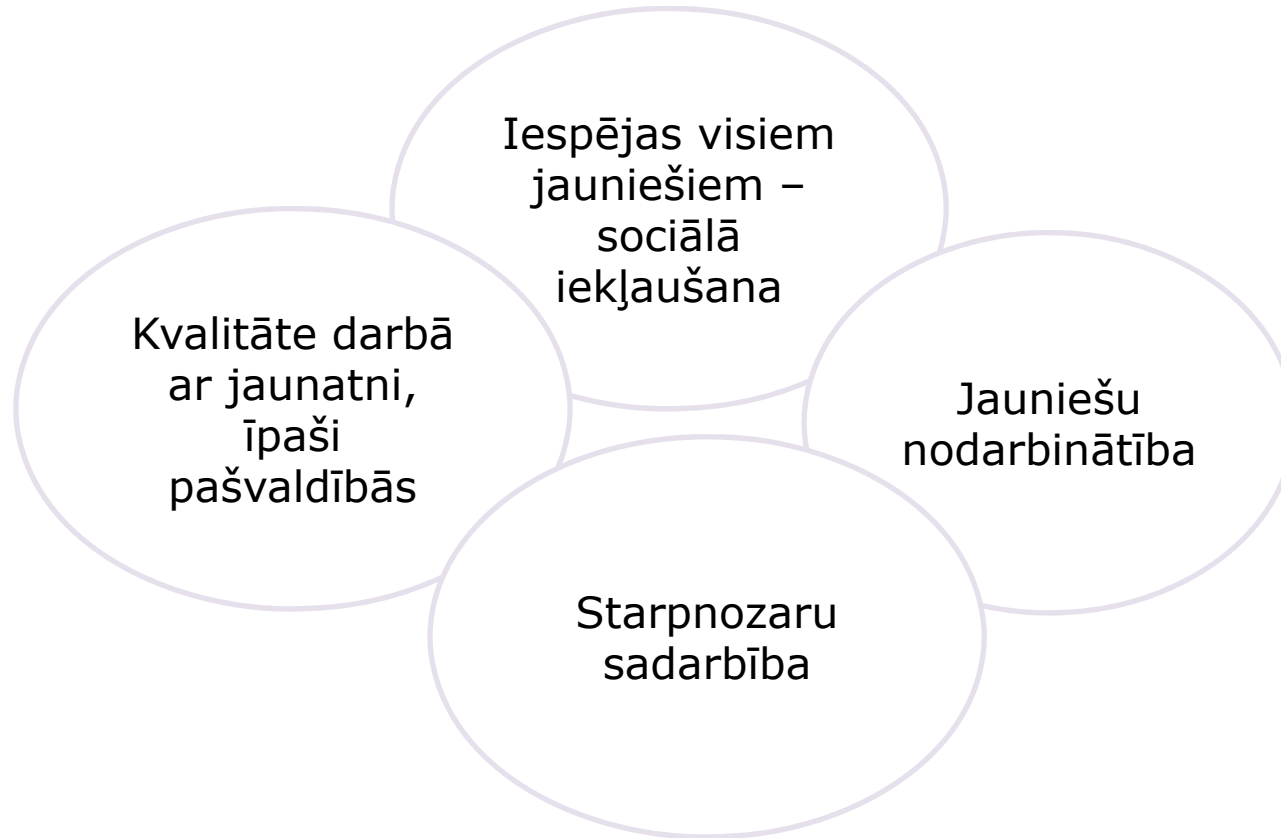 Iespējas visiem
jauniešiem –
sociālā
iekļaušana
Kvalitāte darbā
ar jaunatni,
īpaši
pašvaldībās
Jauniešu
nodarbinātība
Starpnozaru
sadarbība